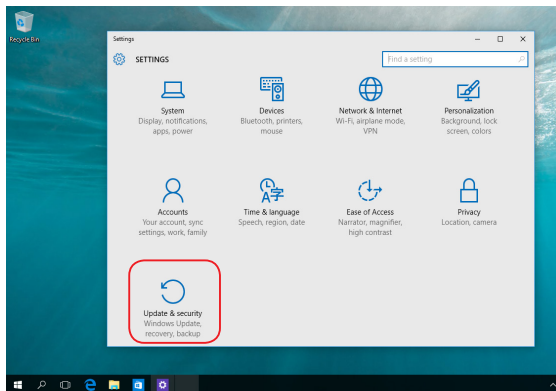 Recycle Bin
Settings
SETTINGS
Find a setting
System
Display, notifications,
apps, power
Devices
Bluetooth, printers,
mouse
Network & Internet
Wi-Fi, airplane mode,
VPN
Personalization
Background, lock
screen, colors
Accounts
Your account, sync
settings, work, family
Time & language
Speech, region, date
Ease of Access
Narrator, magnifier,
high contrast
Privacy
Location, camera
Update & security
Windows Update,
recovery, backup